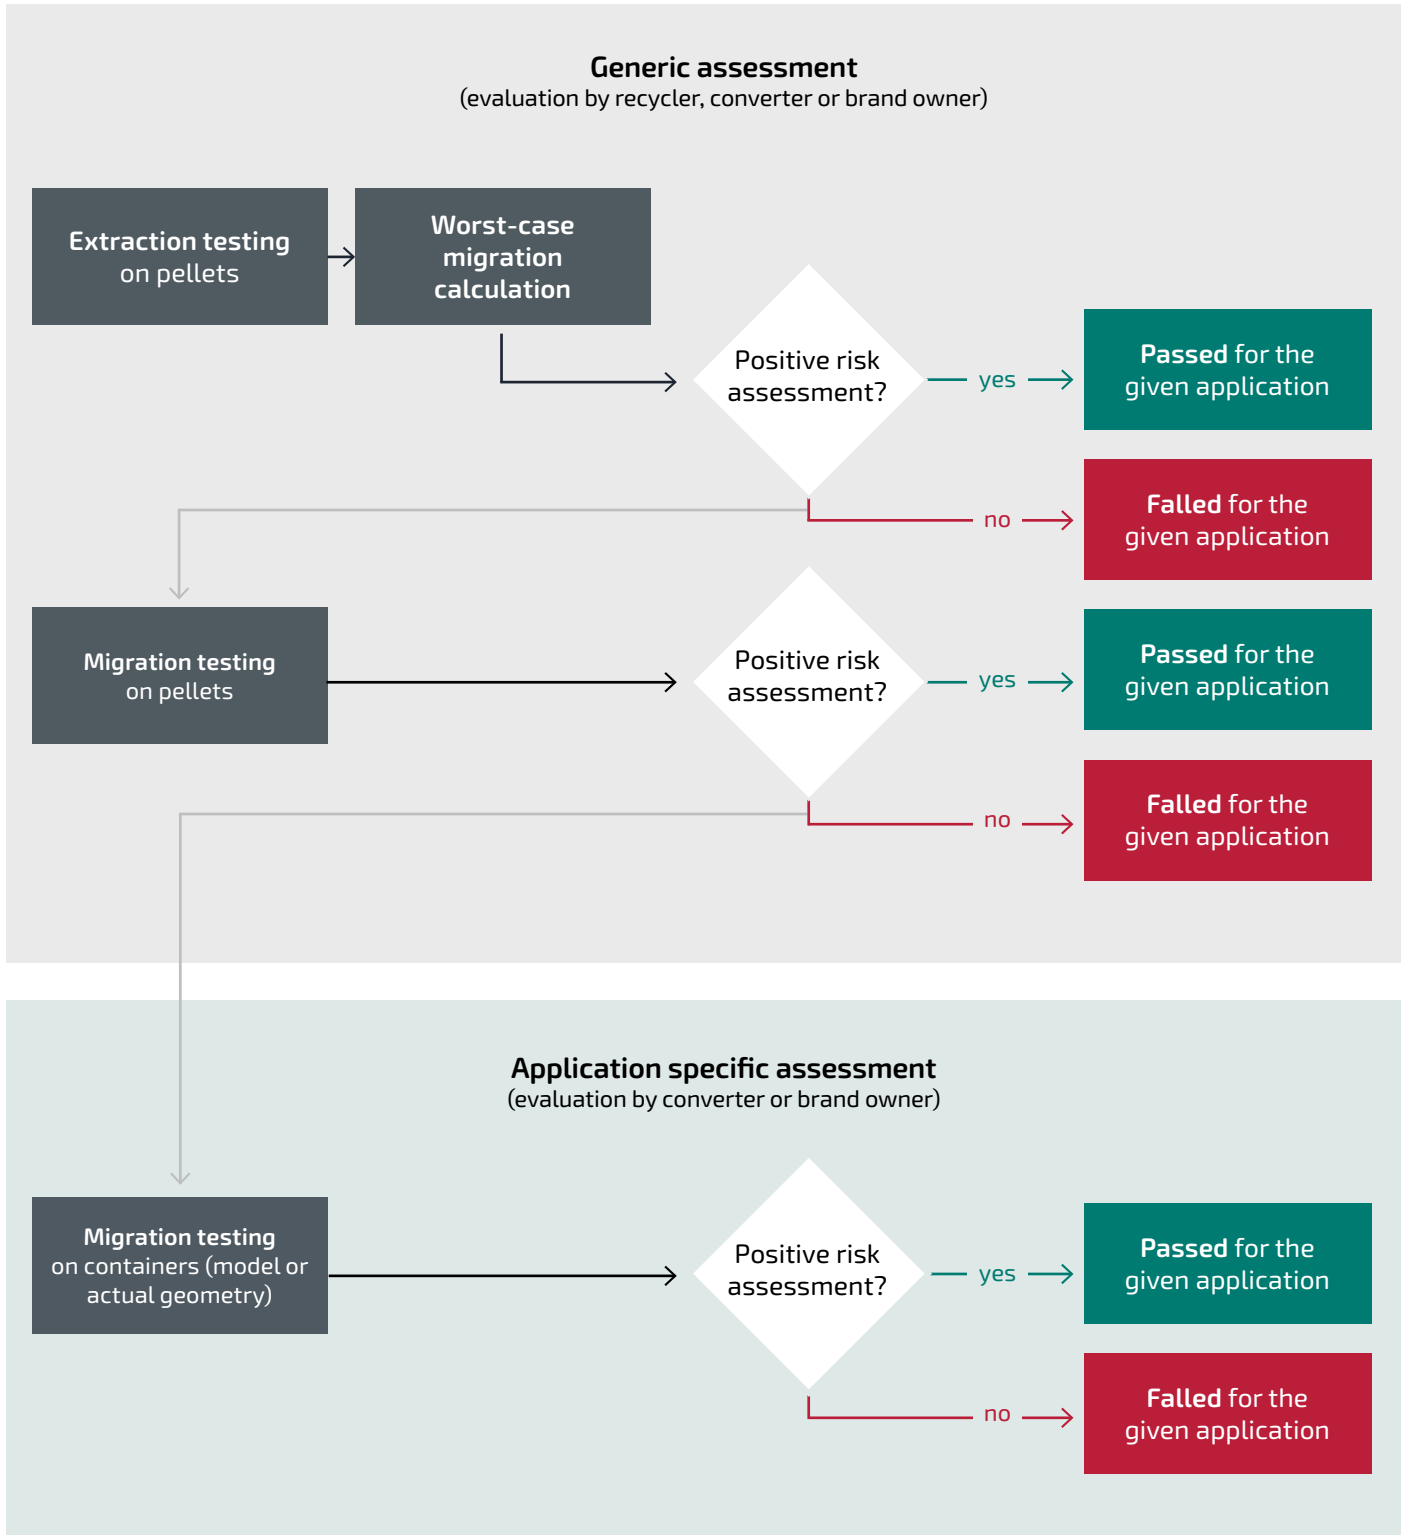 Generic assessment
(evaluation by recycler, converter or brand owner)
Extraction testing
on pellets
Worst-case
migration
calculation
Positive risk
assessment?
yes
Passed for the
given application
no
Falled for the
given application
Migration testing
on pellets
Positive risk
assessment?
yes
Passed for the
given application
no
Falled for the
given application
Application specific assessment
(evaluation by converter or brand owner)
Migration testing
on containers (model or
actual geometry)
Positive risk
assessment?
yes
Passed for the
given application
no
Falled for the
given application